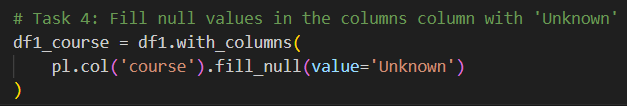 # Task 4: Fill null values in the columns column with 'Unknown'
df1_course = df1.with_columns(
    pl.col('course').fill_null(value='Unknown')
)